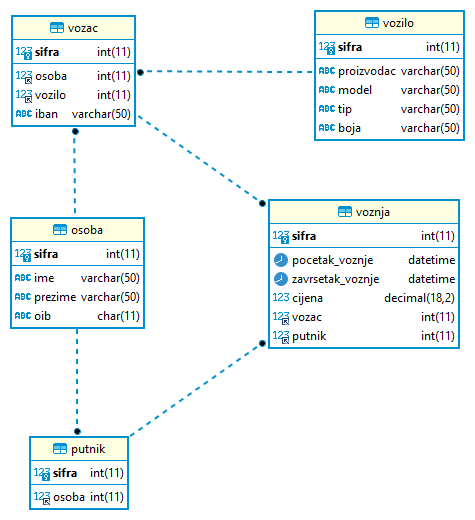 vozac
123 sifra int(11)
123 osoba int(11)
123 vozilo int(11)
ABC iban varchar(50)
vozilo
123 sifra int(11)
ABC proizvodac varchar(50)
ABC model varchar(50)
ABC tip varchar(50)
ABC boja varchar(50)
osoba
123 sifra int(11)
ABC ime varchar(50)
ABC prezime varchar(50)
ABC oib char(11)
voznja
123 sifra int(11)
pocetak_voznje datetime
zavrsetak_voznje datetime
123 cijena decimal(18,2)
123 vozac int(11)
123 putnik int(11)
putnik
123 sifra int(11)
123 osoba int(11)